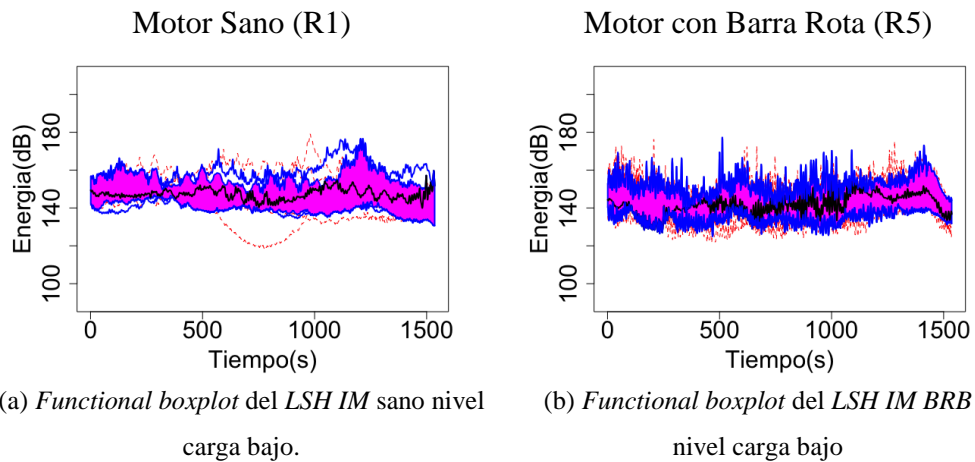 Motor Sano (R1)
Energia(dB)
180
140
100
0
500
1000
1500
Tiempo(s)
(a) Functional boxplot del LSH IM sano nivel
carga bajo.
Motor con Barra Rota (R5)
Energia(dB)
180
140
100
0
500
1000
1500
Tiempo(s)
(b) Functional boxplot del LSH IM BRB
nivel carga bajo